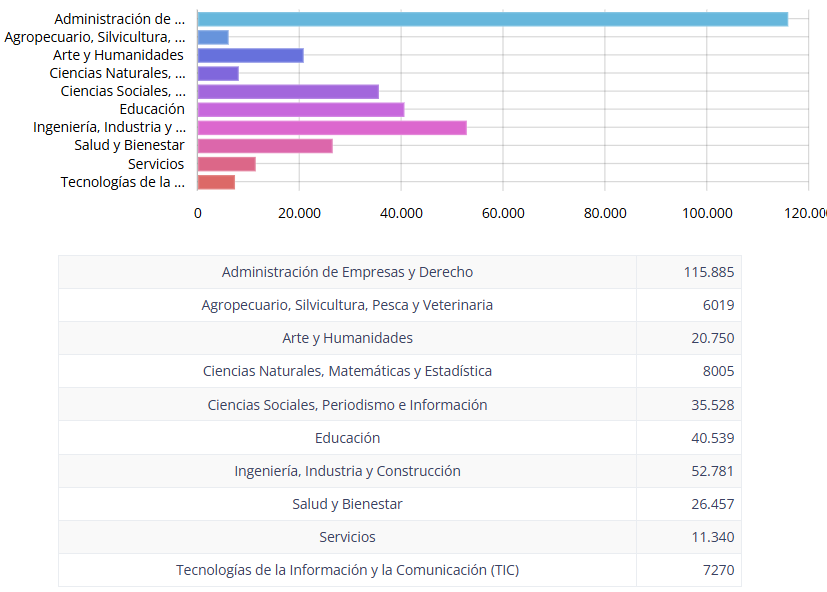 Administración de ...
Agropecuario, Silvicultura, ...
Arte y Humanidades
Ciencias Naturales, ...
Ciencias Sociales, ...
Educación
Ingeniería, Industria y ...
Salud y Bienestar
Servicios
Tecnologías de la ...
0 20.000 40.000 60.000 80.000 100.000 120.00
Administración de Empresas y Derecho 115.885
Agropecuario, Silvicultura, Pesca y Veterinaria 6019
Arte y Humanidades 20.750
Ciencias Naturales, Matemáticas y Estadística 8005
Ciencias Sociales, Periodismo e Información 35.528
Educación 40.539
Ingeniería, Industria y Construcción 52.781
Salud y Bienestar 26.457
Servicios 11.340
Tecnologías de la Información y la Comunicación (TIC) 7270